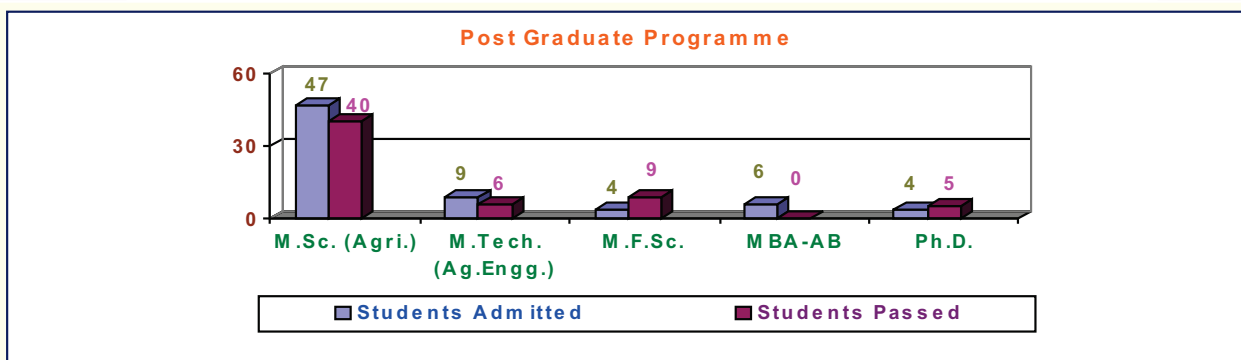 Post Graduate Programme
60
30
0
47
40
9
6
4
9
6
0
4
5
M.Sc. (Agri.)
M.Tech.
(Ag.Engg.)
M.F.Sc.
MBA-AB
Ph.D.
Students Admitted
Students Passed